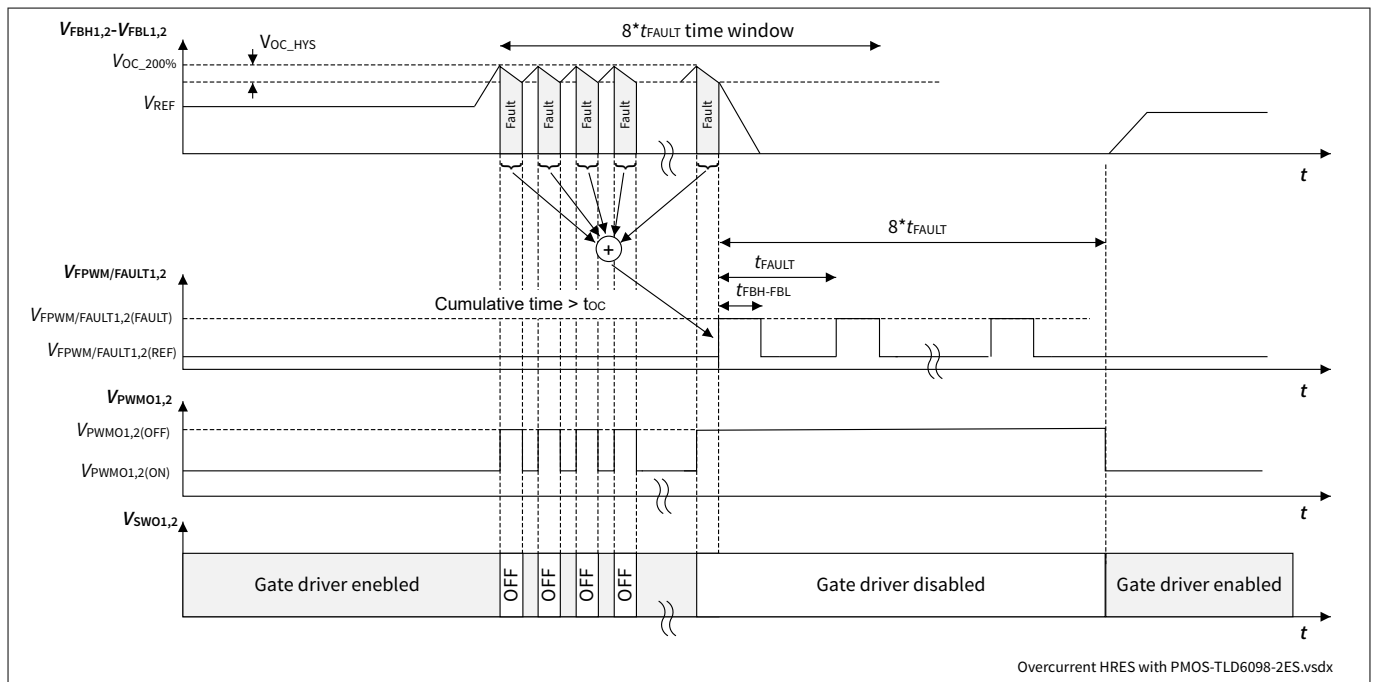 VFBH1,2-VFBL1,2
8*tFAULT time window
VOC_HYS
VOC_200%
VREF
Fault
Fault
Fault
Fault
Fault
t
+
8*tFAULT
tFAULT
tFBH-FBL
VFPWM/FAULT1,2
Cumulative time > tOC
VFPWM/FAULT1,2(FAULT)
VFPWM/FAULT1,2(REF)
t
VPWMO1,2
VPWMO1,2(OFF)
VPWMO1,2(ON)
t
VSWO1,2
Gate driver enebled
OFF
OFF
OFF
OFF
Gate driver disabled
Gate driver enabled
t
Overcurrent HRES with PMOS-TLD6098-2ES.vsdx